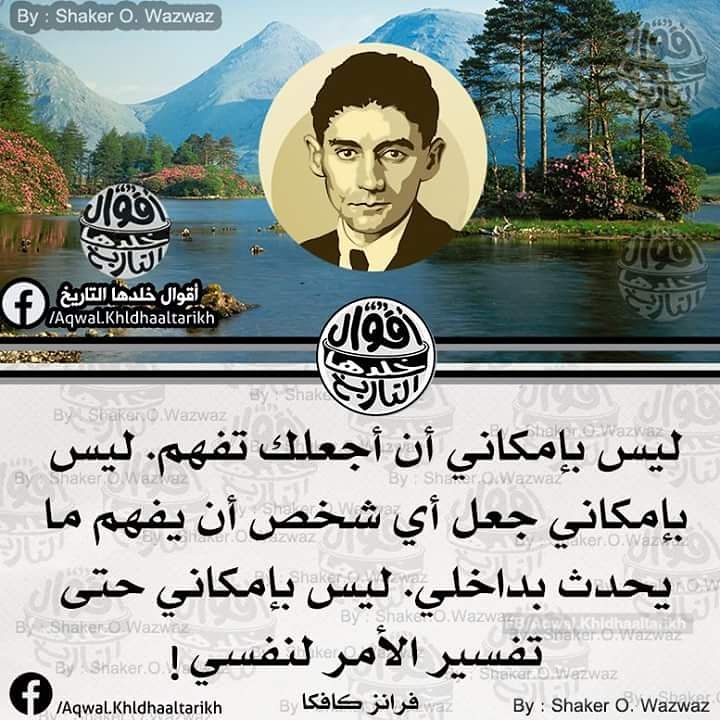 By : Shaker O. Wazwaz
أقوال
خلدها
التاريخ
أقوال خلدها التاريخ
/Aqwal.Khldhaaltarikh
أقوال
خلدها
التاريخ
ليس بإمكاني أن أجعلك تفهم. ليس
بإمكاني جعل أي شخص أن يفهم ما
يحدث بداخلي. ليس بإمكاني حتى
تفسير الأمر لنفسي!
فرانز كافكا
/Aqwal.Khldhaaltarikh
By : Shaker O. Wazwaz